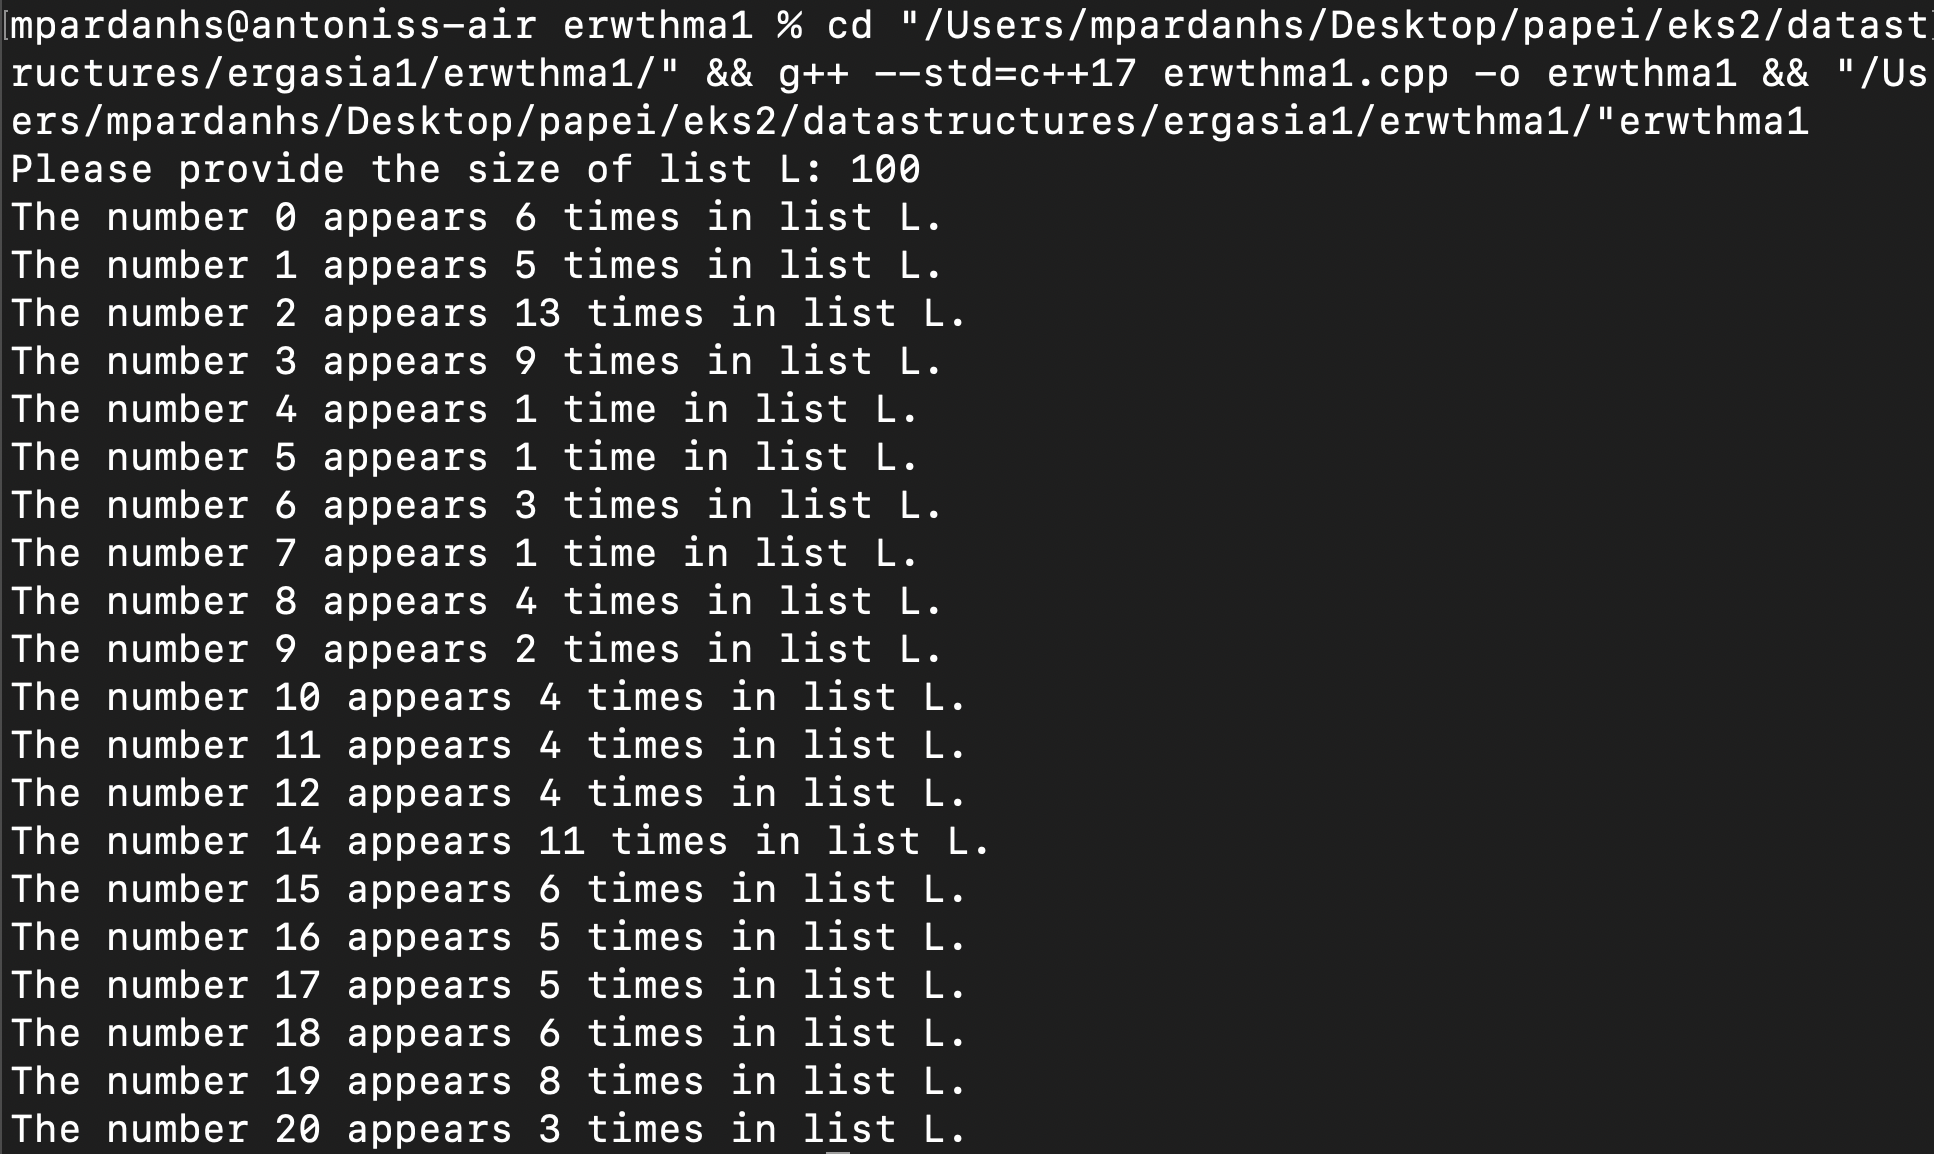 mpardanhs@antoniss-air erwthma1 % cd "/Users/mpardanhs/Desktop/papei/eks2/datast
ructures/ergasia1/erwthma1/" && g++ --std=c++17 erwthma1.cpp -o erwthma1 && "/Us
ers/mpardanhs/Desktop/papei/eks2/datastructures/ergasia1/erwthma1/"erwthma1
Please provide the size of list L: 100
The number 0 appears 6 times in list L.
The number 1 appears 5 times in list L.
The number 2 appears 13 times in list L.
The number 3 appears 9 times in list L.
The number 4 appears 1 time in list L.
The number 5 appears 1 time in list L.
The number 6 appears 3 times in list L.
The number 7 appears 1 time in list L.
The number 8 appears 4 times in list L.
The number 9 appears 2 times in list L.
The number 10 appears 4 times in list L.
The number 11 appears 4 times in list L.
The number 12 appears 4 times in list L.
The number 14 appears 11 times in list L.
The number 15 appears 6 times in list L.
The number 16 appears 5 times in list L.
The number 17 appears 5 times in list L.
The number 18 appears 6 times in list L.
The number 19 appears 8 times in list L.
The number 20 appears 3 times in list L.